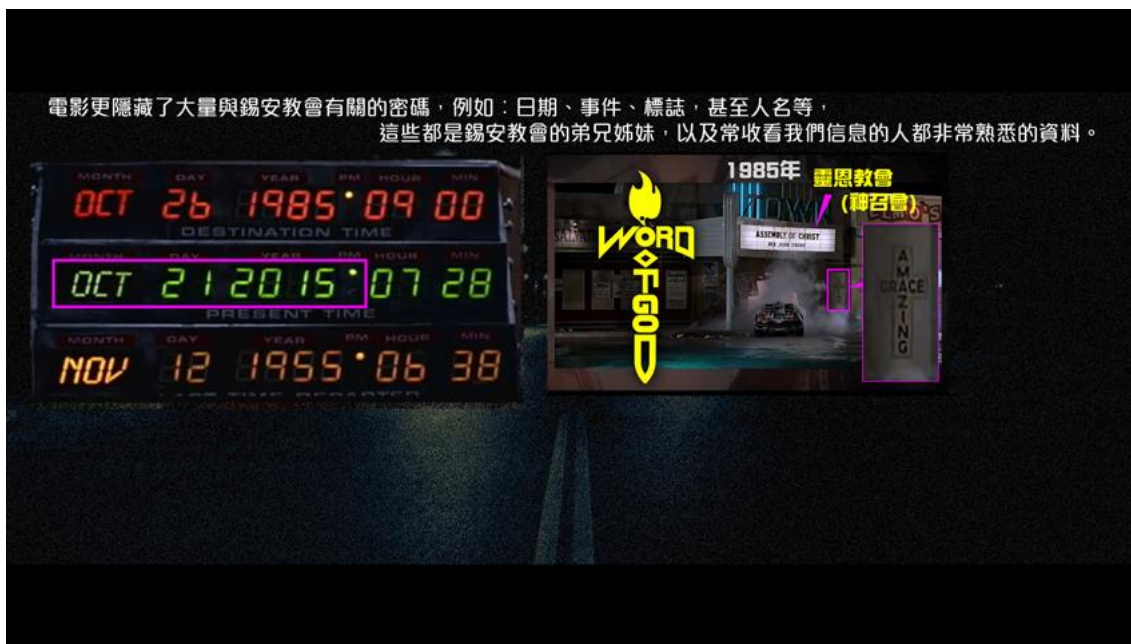 電影更隱藏了大量與錫安教會有關的密碼，例如：日期、事件、標誌，甚至人名等，
這些都是錫安教會的弟兄姊妹，以及常收看我們信息的人都非常熟悉的資料。
MONTH DAY YEAR PM HOUR MIN
OCT 26 1985 09 00
DESTINATION TIME
OCT 21 2015 07 28
PRESENT TIME
MONTH DAY YEAR PM HOUR MIN
NOV 12 1955 06 38
LAST TIME DEPARTED
1985年
靈恩教會
(神召會)
WORD OF GOD
TOWN
ASSEMBLY OF CHRIST
AMAZING
GRACE